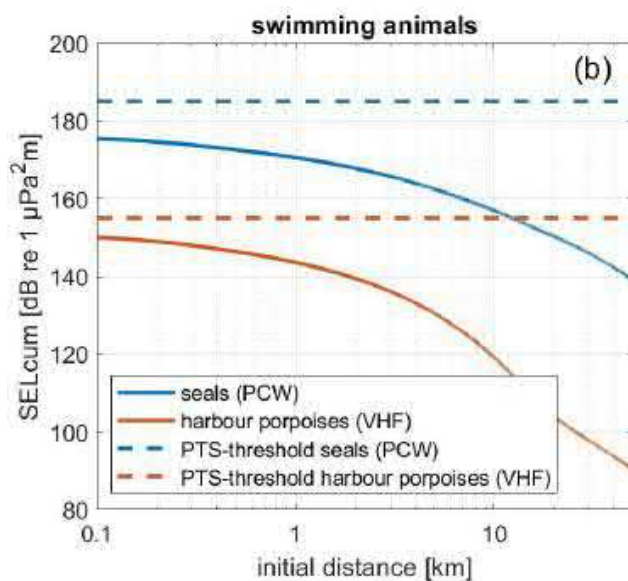 swimming animals
(b)
200
180
160
140
120
100
80
SELcum [dB re 1 µPa²m]
seals (PCW)
harbour porpoises (VHF)
PTS-threshold seals (PCW)
PTS-threshold harbour porpoises (VHF)
0.1 1 10
initial distance [km]